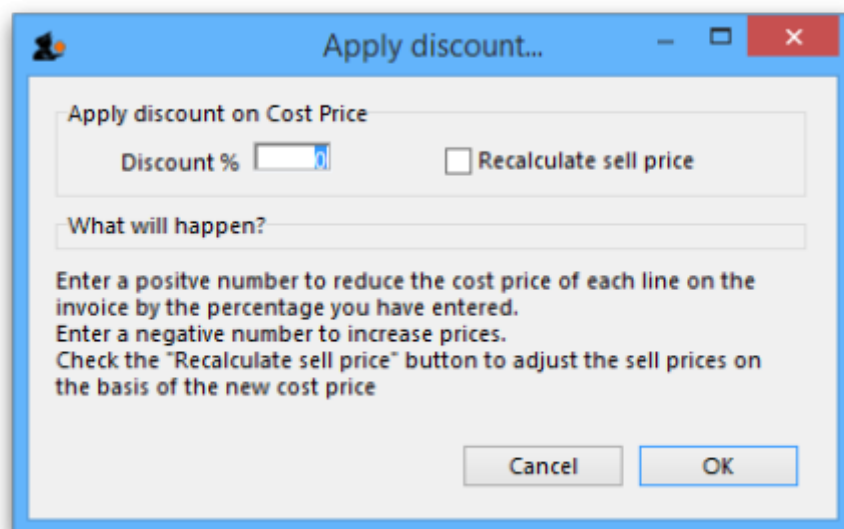 Apply discount...
Apply discount on Cost Price
Discount % 0 Recalculate sell price
What will happen?
Enter a positve number to reduce the cost price of each line on the
invoice by the percentage you have entered.
Enter a negative number to increase prices.
Check the "Recalculate sell price" button to adjust the sell prices on
the basis of the new cost price
Cancel OK